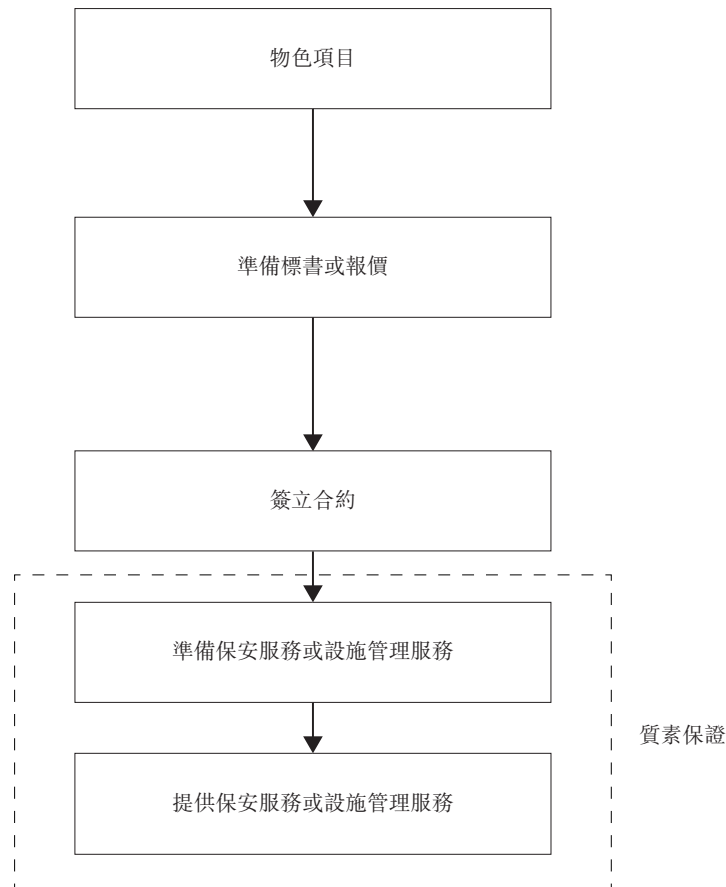 物色項目
準備標書或報價
簽立合約
準備保安服務或設施管理服務
質素保證
提供保安服務或設施管理服務